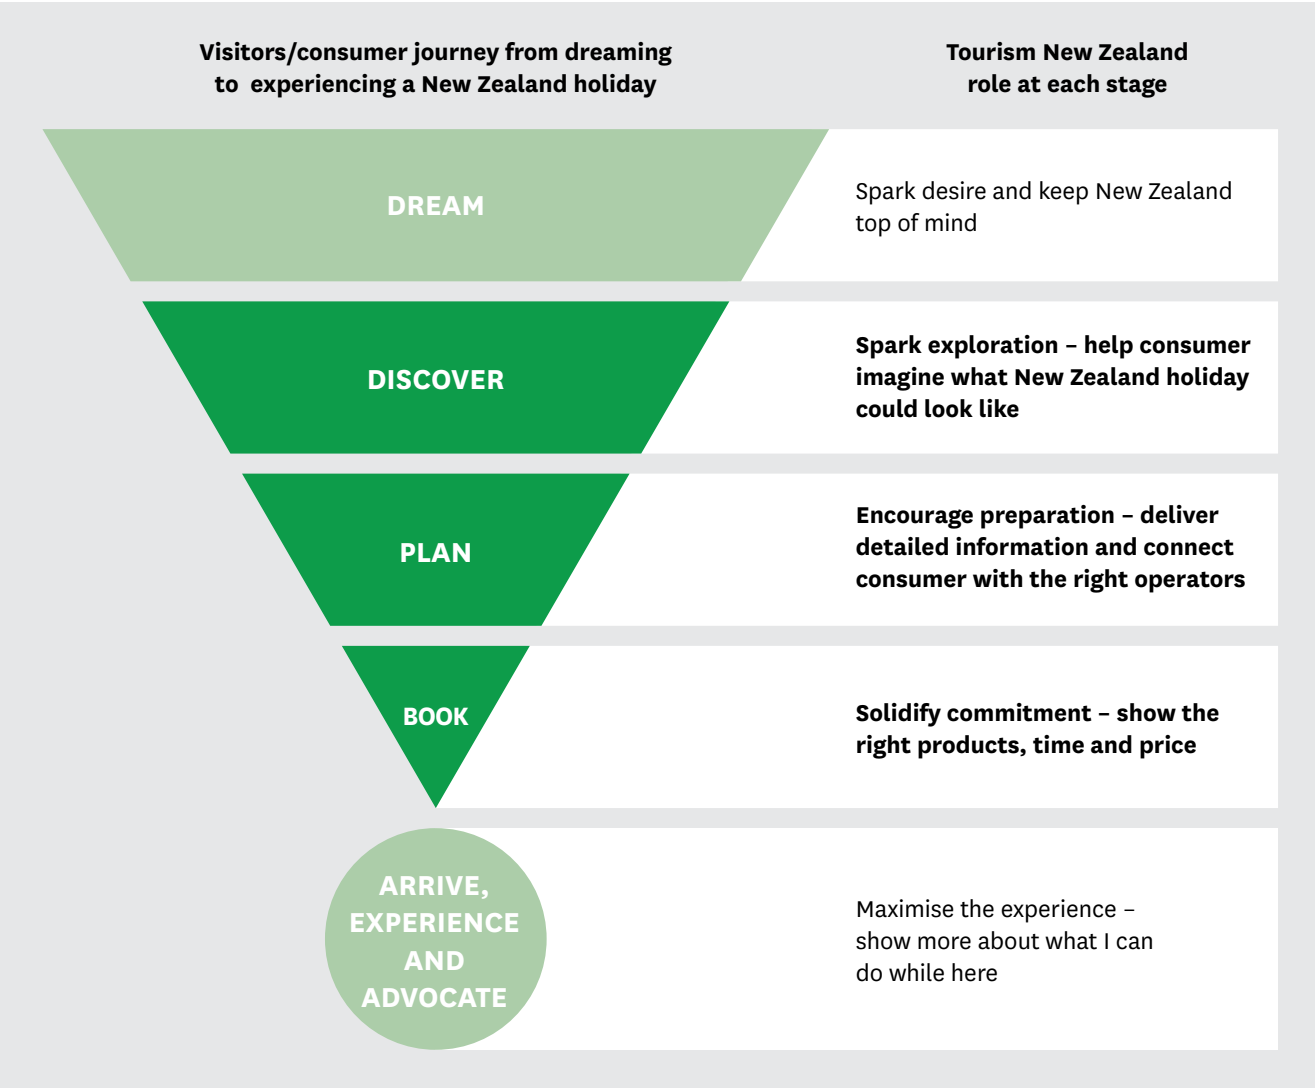 Visitors/consumer journey from dreaming
to experiencing a New Zealand holiday
Tourism New Zealand
role at each stage
DREAM
Spark desire and keep New Zealand
top of mind
DISCOVER
Spark exploration – help consumer
imagine what New Zealand holiday
could look like
PLAN
Encourage preparation – deliver
detailed information and connect
consumer with the right operators
BOOK
Solidify commitment – show the
right products, time and price
ARRIVE,
EXPERIENCE
AND
ADVOCATE
Maximise the experience –
show more about what I can
do while here